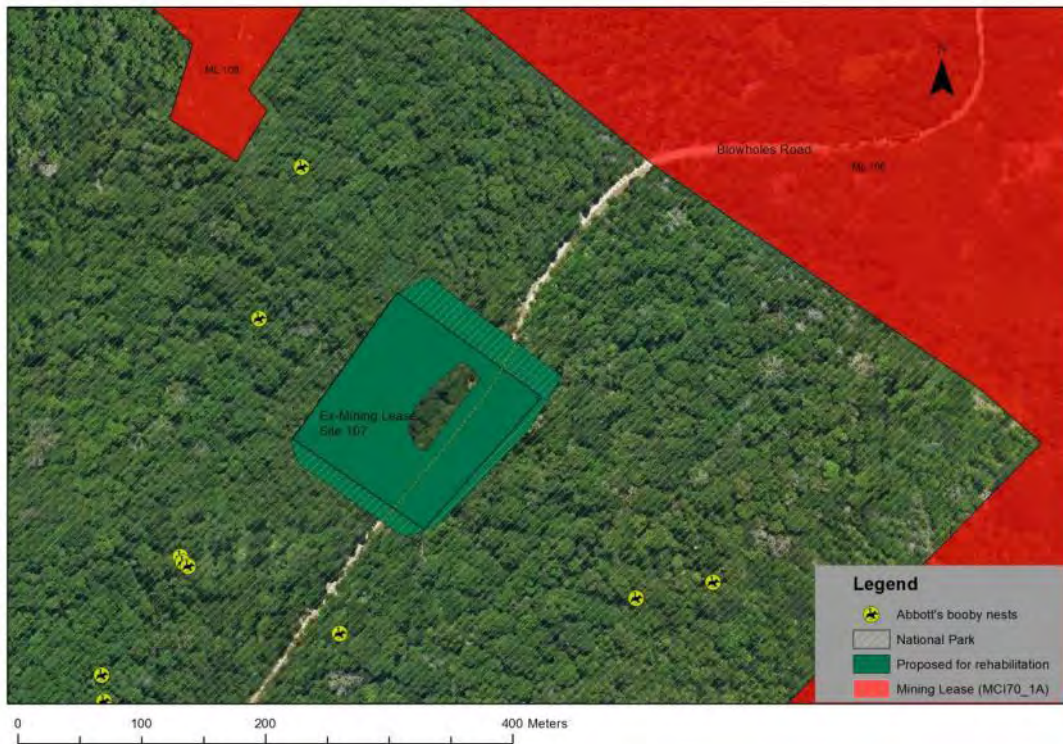 ML 108
N
Blowholes Road
ML 106
Ex-Mining Lease
Site 107
Legend
Abbott's booby nests
National Park
Proposed for rehabilitation
Mining Lease (MCI70_1A)
0 100 200 400 Meters